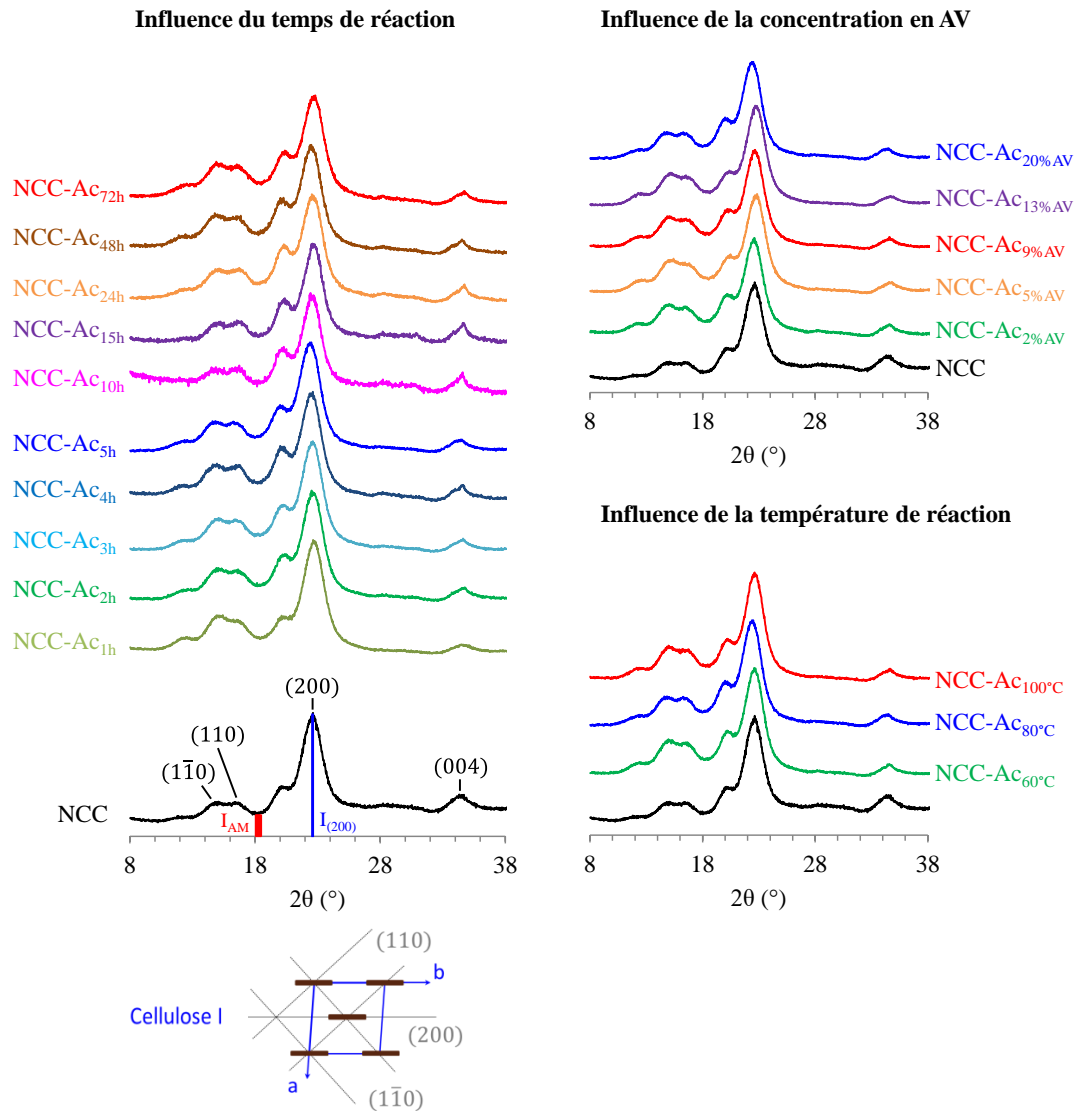 Influence du temps de réaction
NCC-Ac72h
NCC-Ac48h
NCC-Ac24h
NCC-Ac15h
NCC-Ac10h
NCC-Ac5h
NCC-Ac4h
NCC-Ac3h
NCC-Ac2h
NCC-Ac1h
(200)
(110)
(11̅0)
(004)
NCC
IAM
I(200)
8 18 28 38
2θ (°)
(110)
b
Cellulose I
(200)
a
(11̅0)
Influence de la concentration en AV
NCC-Ac20%AV
NCC-Ac13%AV
NCC-Ac9%AV
NCC-Ac5%AV
NCC-Ac2%AV
NCC
8 18 28 38
2θ (°)
Influence de la température de réaction
NCC-Ac100°C
NCC-Ac80°C
NCC-Ac60°C
8 18 28 38
2θ (°)